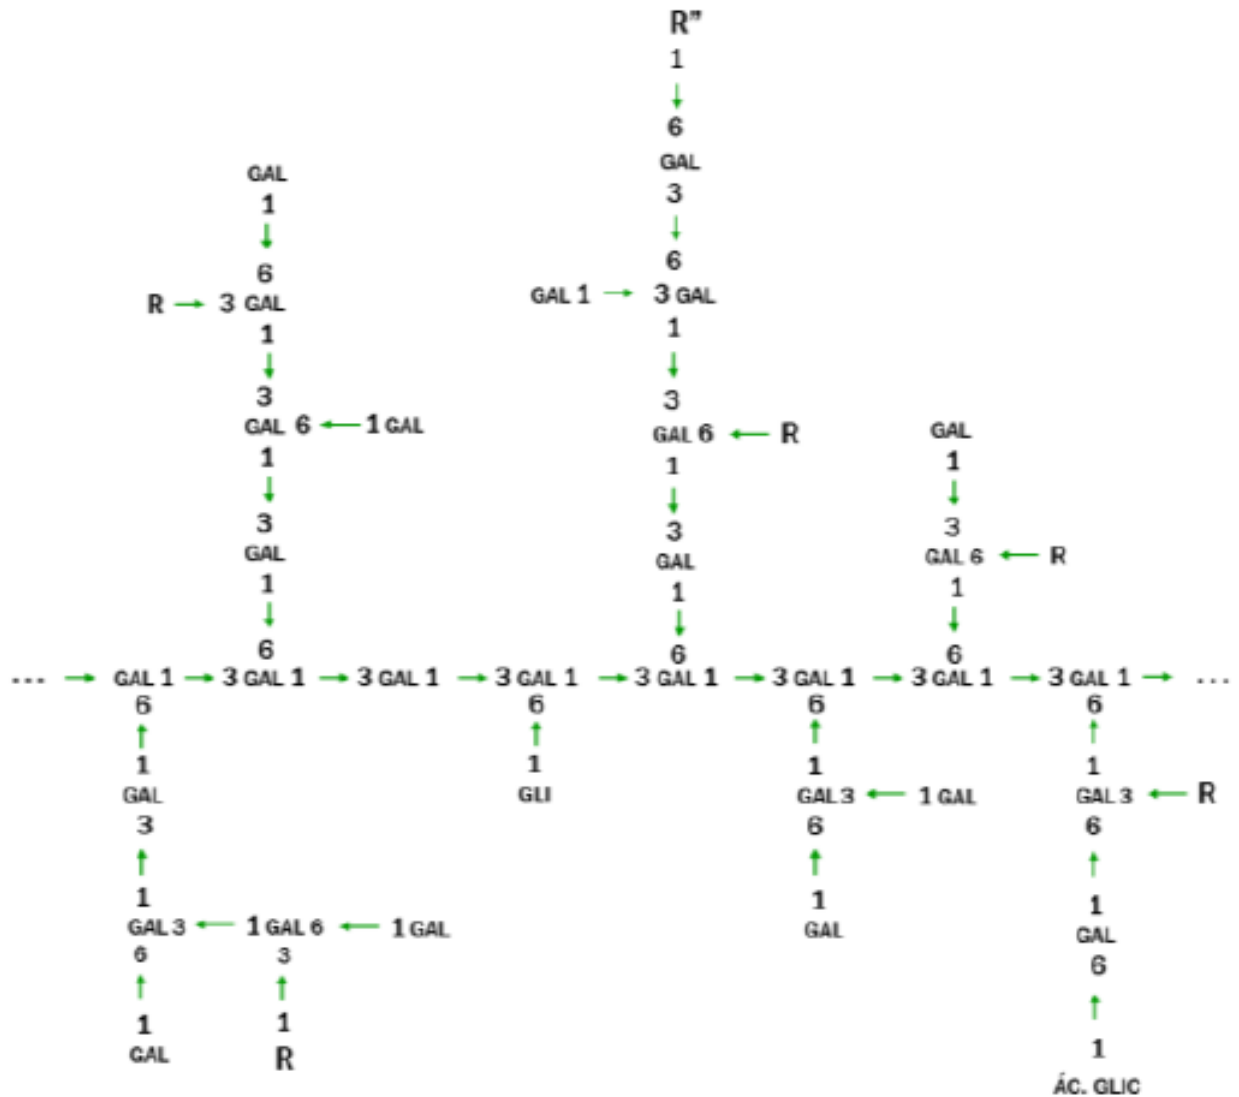 R”
1
6
GAL
GAL
3
1
6
6
R 3 GAL
GAL 1 3 GAL
1
1
3
3
GAL 6 1 GAL
GAL 6 R
GAL
1
1
1
3
3
3
GAL
GAL
GAL 6 R
1
1
1
6
6
6
... GAL 1 3 GAL 1 3 GAL 1 3 GAL 1 3 GAL 1 3 GAL 1 3 GAL 1 3 GAL 1 ...
6 6 6 6
1 1 1 1
GAL GLI GAL 3 1 GAL GAL 3 R
3 6 6
1 1 1
GAL 3 1 GAL 6 1 GAL GAL GAL
6 3 6
1 1 1
GAL R ÁC. GLIC